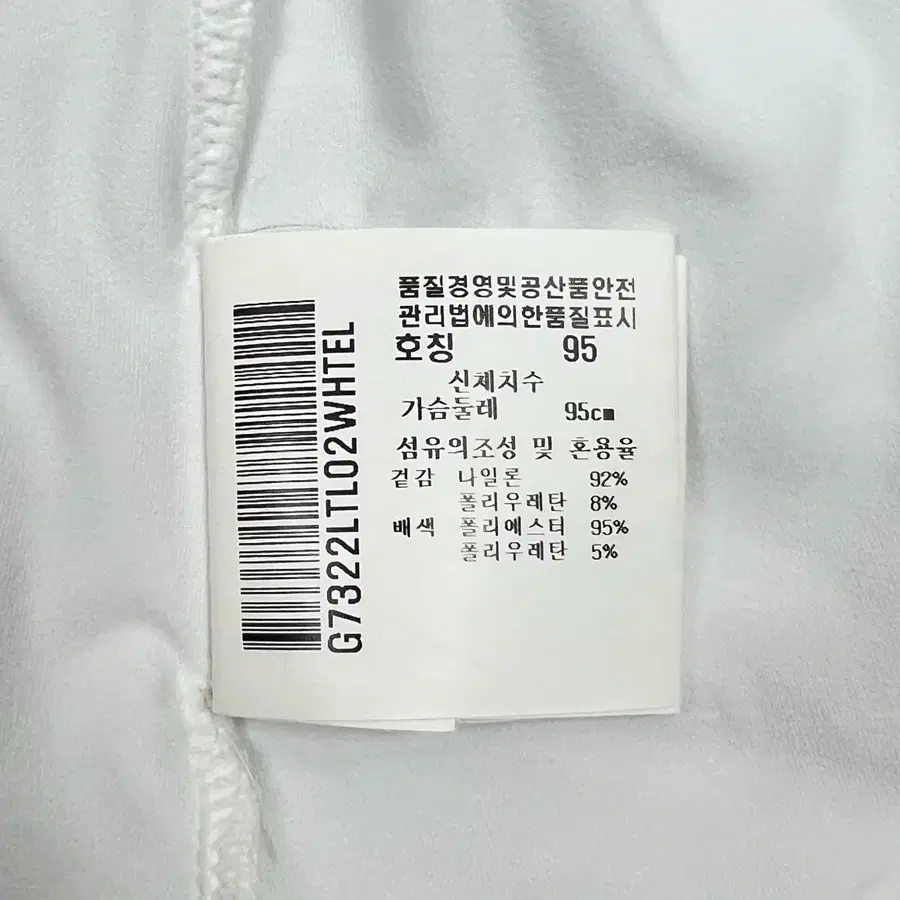 품질경영및공산품안전
관리법에의한품질표시
호칭 95
신체치수
가슴둘레 95cm
섬유의조성 및 혼용율
겉감 나일론 92%
폴리우레탄 8%
배색 폴리에스터 95%
폴리우레탄 5%
G7322LTL02WHTEL